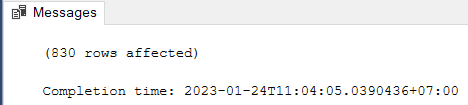 Messages
(830 rows affected)
Completion time: 2023-01-24T11:04:05.0390436+07:00